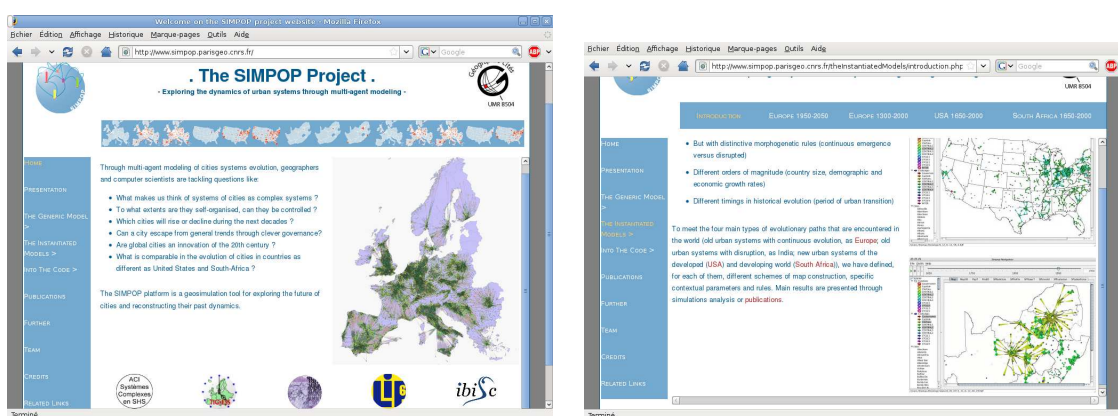 Welcome on the SIMPOP project website - Mozilla Firefox
Fichier Édition Affichage Historique Marque-pages Outils Aide
http://www.simpop.parisgeo.cnrs.fr/
Google
ABP
. The SIMPOP Project .
- Exploring the dynamics of urban systems through multi-agent modeling -
Géographie-Cités
UMR 8504
HOME
PRESENTATION
THE GENERIC MODEL
>
THE INSTANTIATED
MODELS >
INTO THE CODE >
PUBLICATIONS
FURTHER
TEAM
CREDITS
RELATED LINKS
Through multi-agent modeling of cities systems evolution, geographers
and computer scientists are tackling questions like:
What makes us think of systems of cities as complex systems ?
To what extents are they self-organised, can they be controlled ?
Which cities will rise or decline during the next decades ?
Can a city escape from general trends through clever governance?
Are global cities an innovation of the 20th century ?
What is comparable in the evolution of cities in countries as
different as United States and South-Africa ?
The SIMPOP platform is a geosimulation tool for exploring the future of
cities and reconstructing their past dynamics.
ACI
Systèmes
Complexes
en SHS
LIP6
ibiSc
Terminé
Fichier Édition Affichage Historique Marque-pages Outils Aide
http://www.simpop.parisgeo.cnrs.fr/theInstantiatedModels/introduction.php
Google
ABP
UMR 8504
INTRODUCTION
EUROPE 1950-2050
EUROPE 1300-2000
USA 1650-2000
SOUTH AFRICA 1650-2000
HOME
PRESENTATION
THE GENERIC MODEL
>
THE INSTANTIATED
MODELS >
INTO THE CODE >
PUBLICATIONS
FURTHER
TEAM
CREDITS
RELATED LINKS
But with distinctive morphogenetic rules (continuous emergence
versus disrupted)
Different orders of magnitude (country size, demographic and
economic growth rates)
Different timings in historical evolution (period of urban transition)
To meet the four main types of evolutionary paths that are encountered in
the world (old urban systems with continuous evolution, as Europe; old
urban systems with disruption, as India; new urban systems of the
developed (USA) and developing world (South Africa)), we have defined,
for each of them, different schemes of map construction, specific
contextual parameters and rules. Main results are presented through
simulations analysis or publications.
Terminé